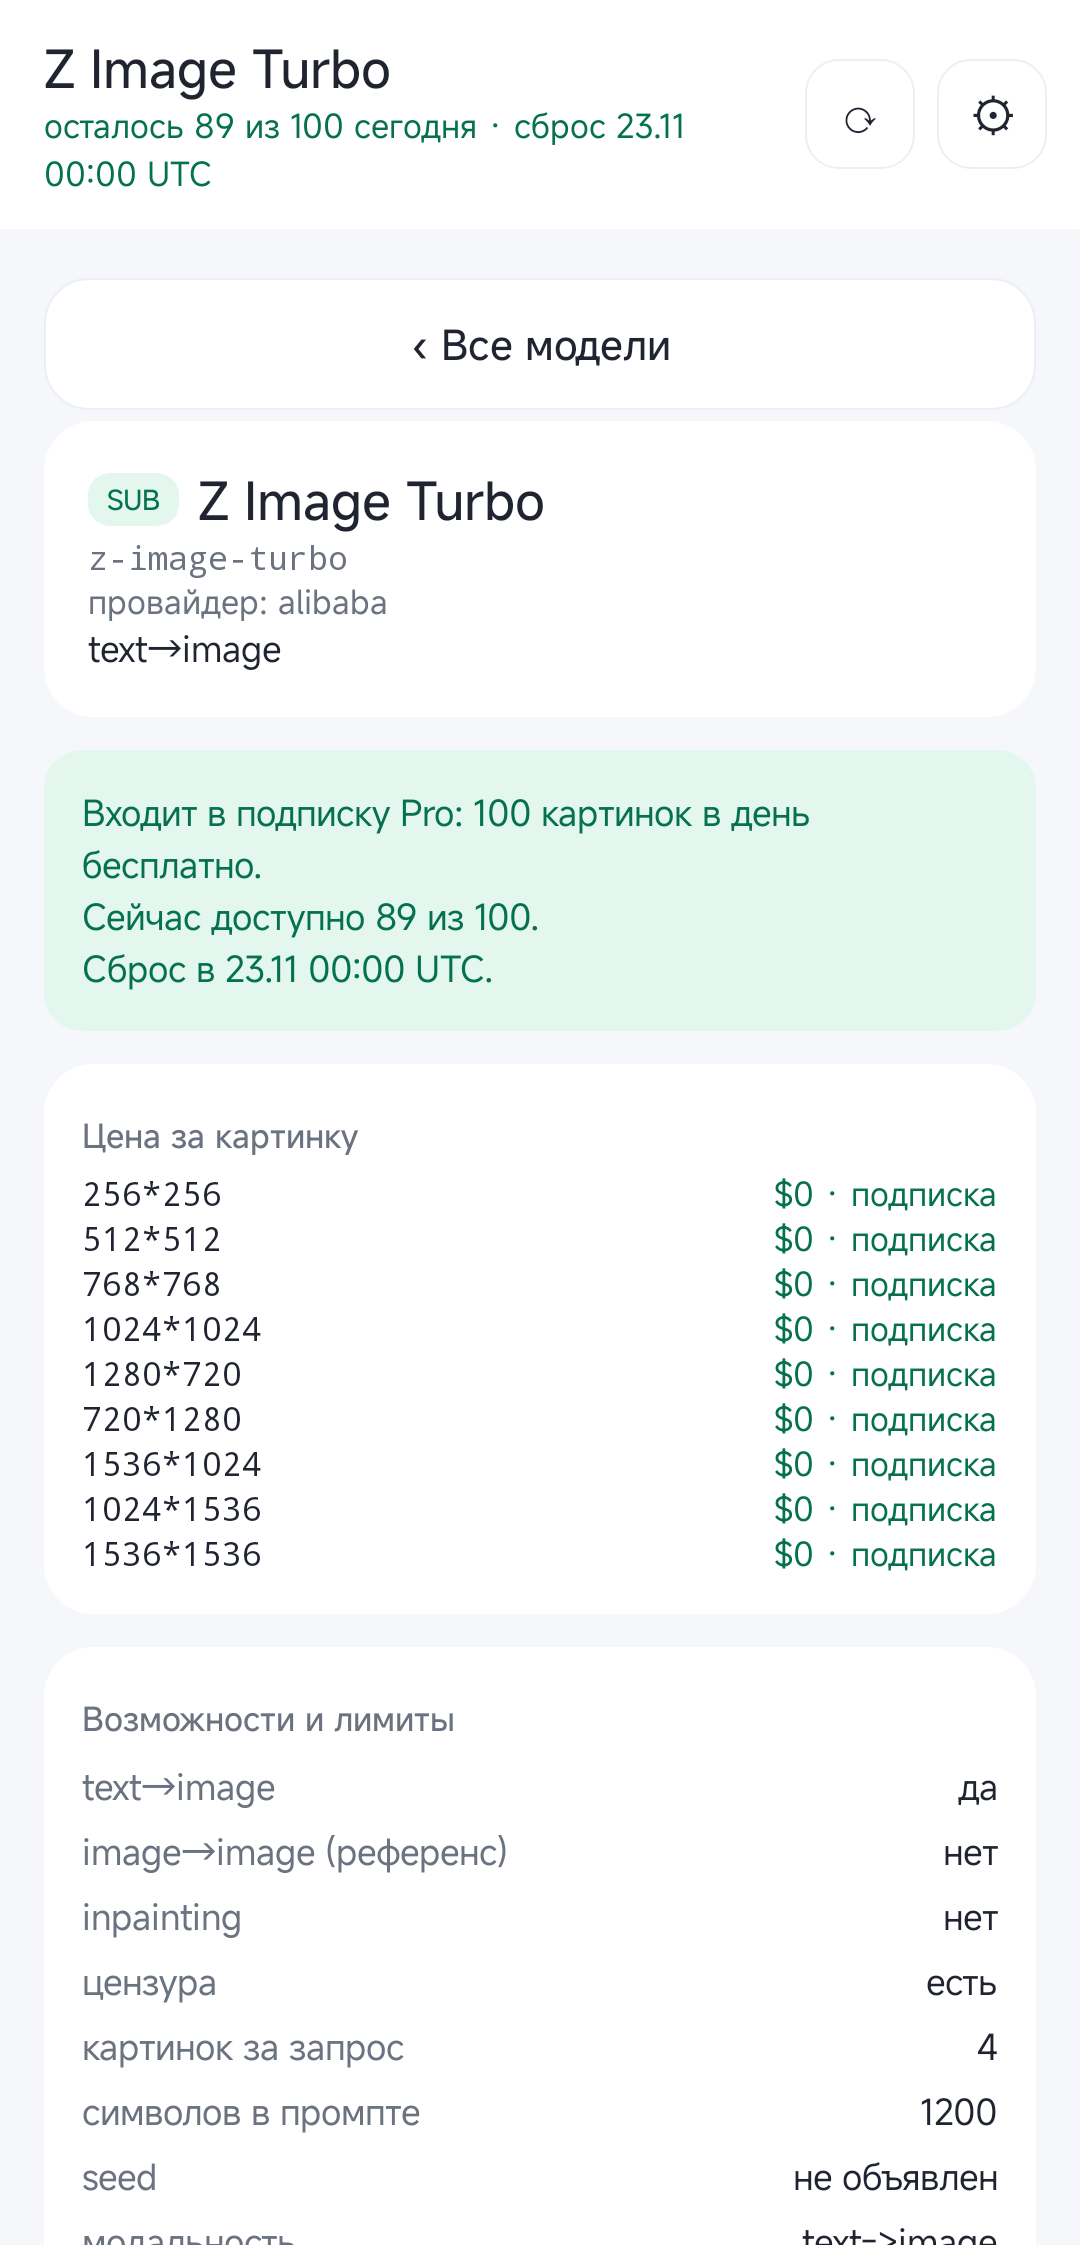 Z Image Turbo
осталось 89 из 100 сегодня · сброс 23.11
00:00 UTC
‹ Все модели
SUB Z Image Turbo
z-image-turbo
провайдер: alibaba
text→image
Входит в подписку Pro: 100 картинок в день
бесплатно.
Сейчас доступно 89 из 100.
Сброс в 23.11 00:00 UTC.
Цена за картинку
256*256 $0 · подписка
512*512 $0 · подписка
768*768 $0 · подписка
1024*1024 $0 · подписка
1280*720 $0 · подписка
720*1280 $0 · подписка
1536*1024 $0 · подписка
1024*1536 $0 · подписка
1536*1536 $0 · подписка
Возможности и лимиты
text→image да
image→image (референс) нет
inpainting нет
цензура есть
картинок за запрос 4
символов в промпте 1200
seed не объявлен
модальность text->image